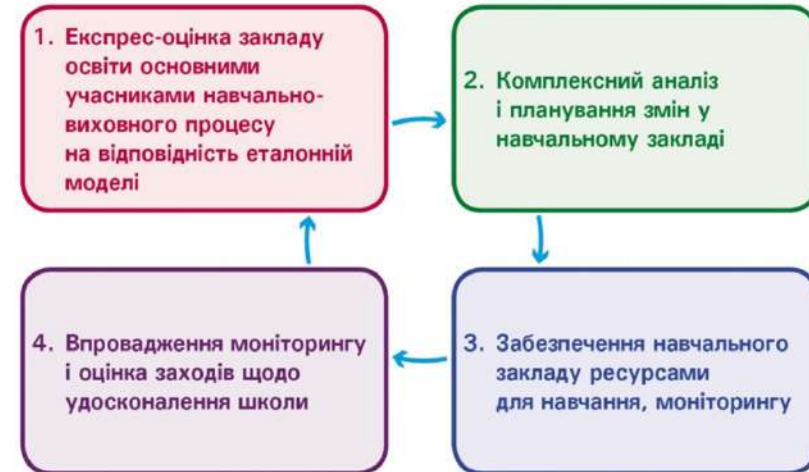 1. Експрес-оцінка закладу
освіти основними
учасниками навчально-
виховного процесу
на відповідність еталонній
моделі
2. Комплексний аналіз
і планування змін у
навчальному закладі
3. Забезпечення навчального
закладу ресурсами
для навчання, моніторингу
4. Впровадження моніторингу
і оцінка заходів щодо
удосконалення школи